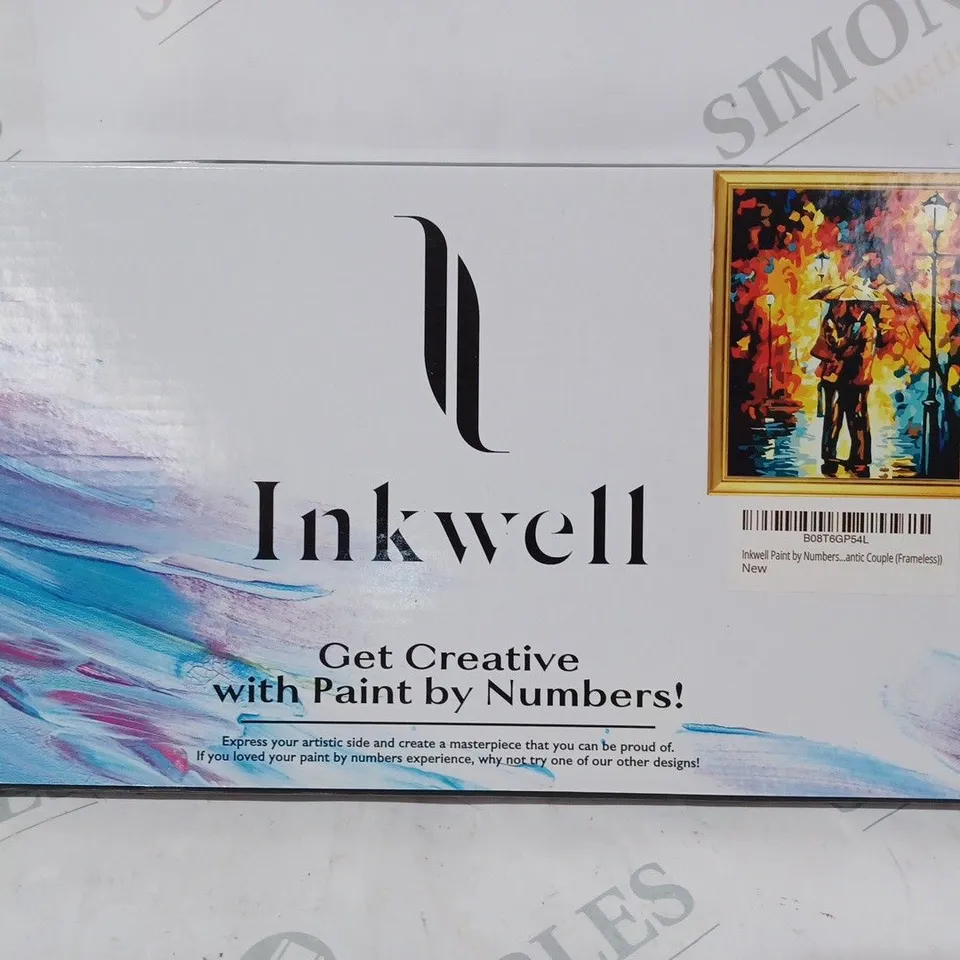 SIMON
Auctio
Inkwell
B08T6GP54L
Inkwell Paint by Numbers...antic Couple (Frameless))
New
Get Creative
with Paint by Numbers!
Express your artistic side and create a masterpiece that you can be proud of.
If you loved your paint by numbers experience, why not try one of our other designs!